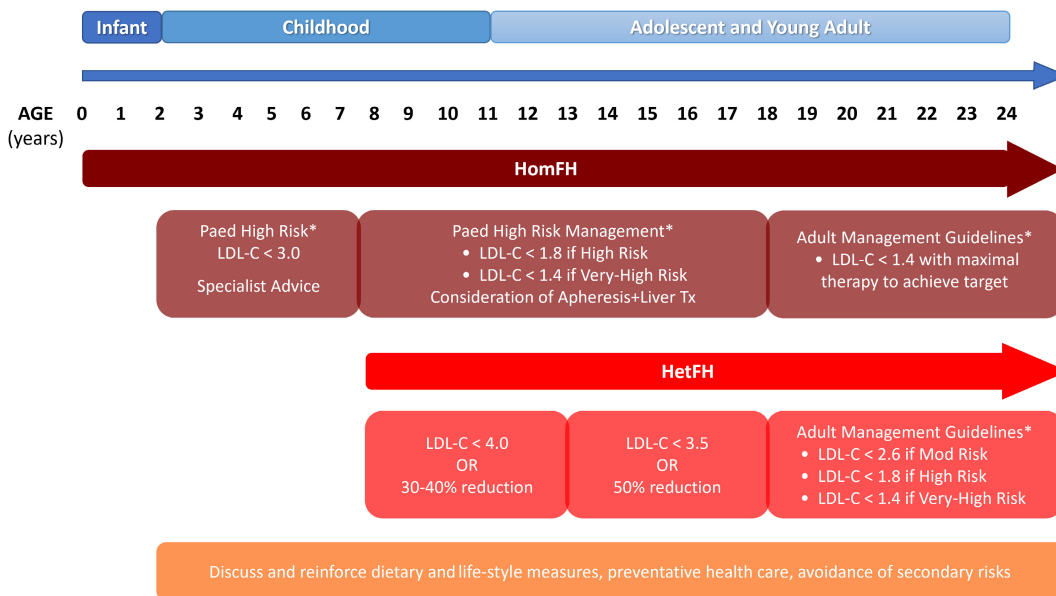 Infant
Childhood
Adolescent and Young Adult
AGE
(years)
0 1 2 3 4 5 6 7 8 9 10 11 12 13 14 15 16 17 18 19 20 21 22 23 24
HomFH
Paed High Risk*
LDL-C < 3.0
Specialist Advice
Paed High Risk Management*
• LDL-C < 1.8 if High Risk
• LDL-C < 1.4 if Very-High Risk
Consideration of Apheresis+Liver Tx
Adult Management Guidelines*
• LDL-C < 1.4 with maximal
therapy to achieve target
HetFH
LDL-C < 4.0
OR
30-40% reduction
LDL-C < 3.5
OR
50% reduction
Adult Management Guidelines*
• LDL-C < 2.6 if Mod Risk
• LDL-C < 1.8 if High Risk
• LDL-C < 1.4 if Very-High Risk
Discuss and reinforce dietary and life-style measures, preventative health care, avoidance of secondary risks